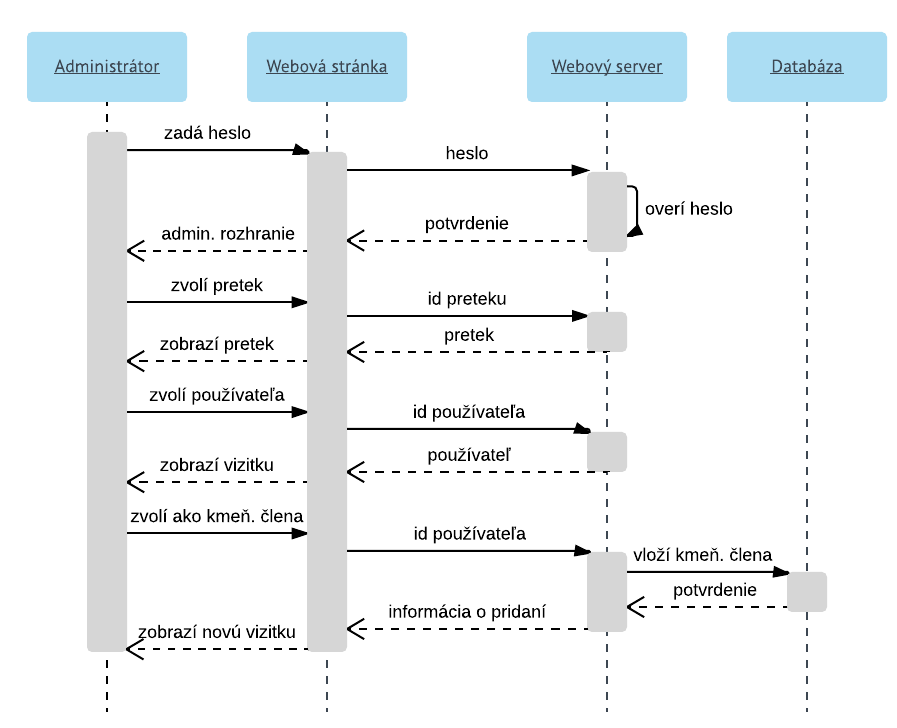 Administrátor
Webová stránka
Webový server
Databáza
zadá heslo
heslo
overí heslo
potvrdenie
admin. rozhranie
zvolí pretek
id preteku
pretek
zobrazí pretek
zvolí používateľa
id používateľa
používateľ
zobrazí vizitku
zvolí ako kmeň. člena
id používateľa
vloží kmeň. člena
potvrdenie
informácia o pridaní
zobrazí novú vizitku